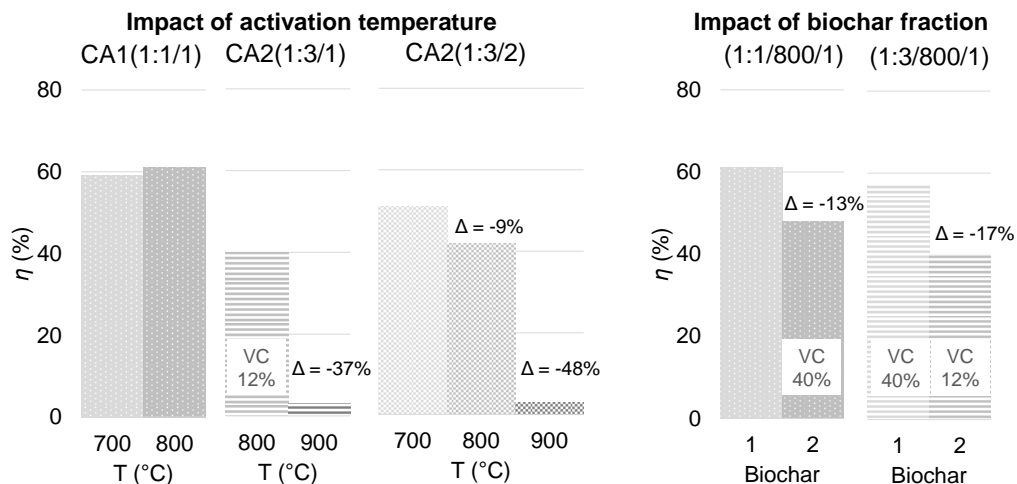 Impact of activation temperature
CA1(1:1/1) CA2(1:3/1) CA2(1:3/2)
80
60
40
20
0
η (%)
VC
12%
Δ = -37%
Δ = -9%
Δ = -48%
700 800
T (°C)
800 900
T (°C)
700 800 900
T (°C)
Impact of biochar fraction
(1:1/800/1) (1:3/800/1)
80
60
40
20
0
η (%)
Δ = -13%
VC
40%
Δ = -17%
VC
40%
VC
12%
1 2
Biochar
1 2
Biochar